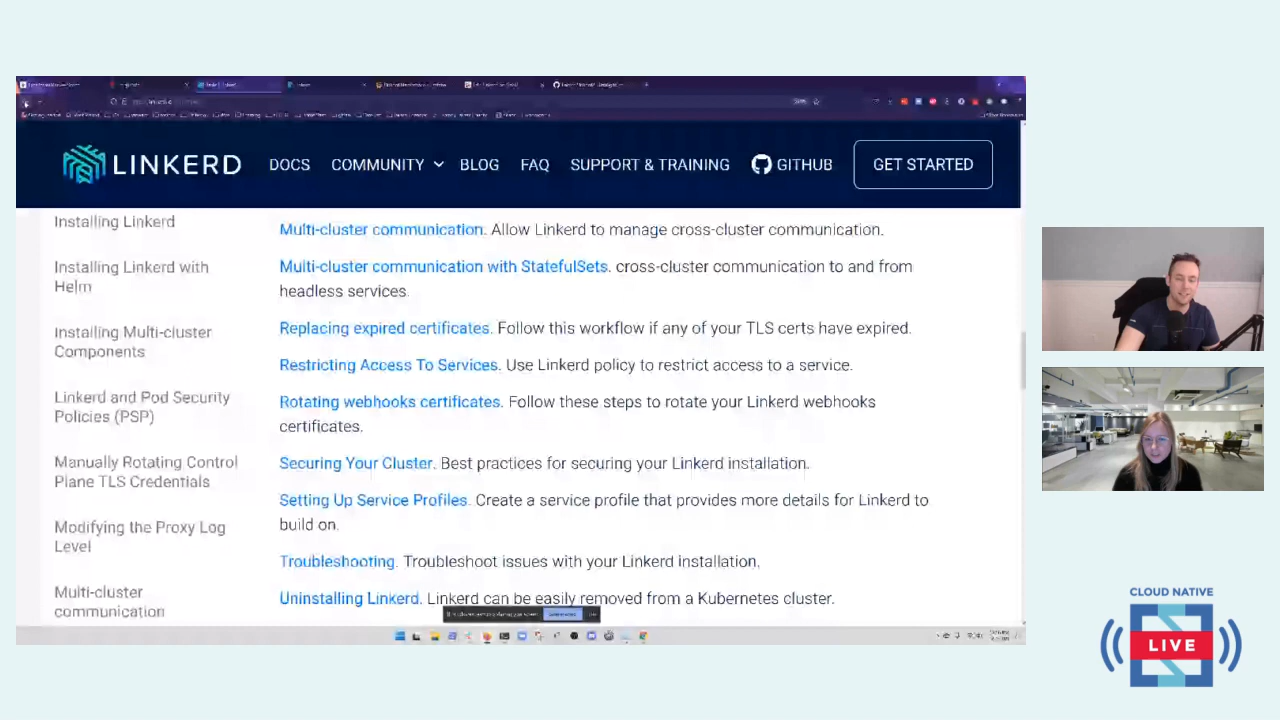 LINKERD
DOCS
COMMUNITY
BLOG
FAQ
SUPPORT & TRAINING
GITHUB
GET STARTED
Installing Linkerd
Installing Linkerd with
Helm
Installing Multi-cluster
Components
Linkerd and Pod Security
Policies (PSP)
Manually Rotating Control
Plane TLS Credentials
Modifying the Proxy Log
Level
Multi-cluster
communication
Multi-cluster communication. Allow Linkerd to manage cross-cluster communication.
Multi-cluster communication with StatefulSets. cross-cluster communication to and from
headless services.
Replacing expired certificates. Follow this workflow if any of your TLS certs have expired.
Restricting Access To Services. Use Linkerd policy to restrict access to a service.
Rotating webhooks certificates. Follow these steps to rotate your Linkerd webhooks
certificates.
Securing Your Cluster. Best practices for securing your Linkerd installation.
Setting Up Service Profiles. Create a service profile that provides more details for Linkerd to
build on.
Troubleshooting. Troubleshoot issues with your Linkerd installation.
Uninstalling Linkerd. Linkerd can be easily removed from a Kubernetes cluster.
CLOUD NATIVE
LIVE